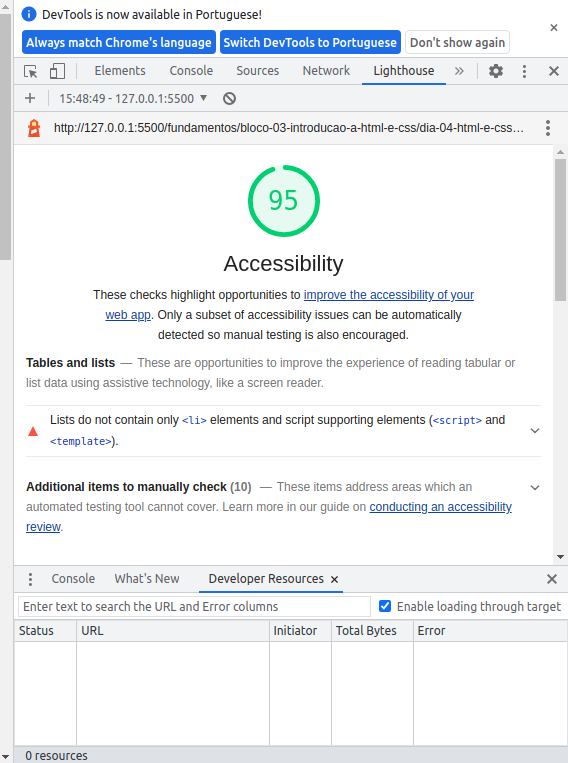 DevTools is now available in Portuguese!
Always match Chrome's language
Switch DevTools to Portuguese
Don't show again
Elements
Console
Sources
Network
Lighthouse
15:48:49 - 127.0.0.1:5500
http://127.0.0.1:5500/fundamentos/bloco-03-introducao-a-html-e-css/dia-04-html-e-css…
95
Accessibility
These checks highlight opportunities to improve the accessibility of your
web app. Only a subset of accessibility issues can be automatically
detected so manual testing is also encouraged.
Tables and lists — These are opportunities to improve the experience of reading tabular or
list data using assistive technology, like a screen reader.
Lists do not contain only <li> elements and script supporting elements (<script> and
<template>).
Additional items to manually check (10) — These items address areas which an
automated testing tool cannot cover. Learn more in our guide on conducting an accessibility
review.
Console
What's New
Developer Resources
Enter text to search the URL and Error columns
Enable loading through target
Status
URL
Initiator
Total Bytes
Error
0 resources